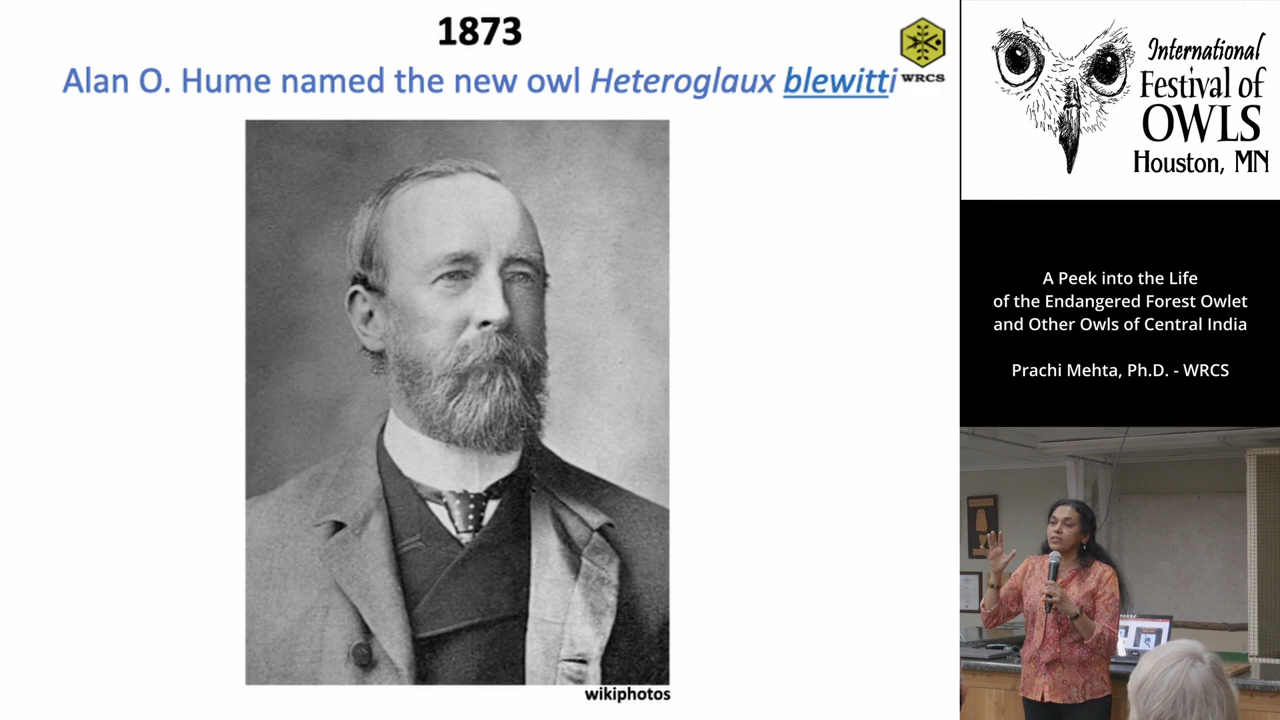 1873
Alan O. Hume named the new owl Heteroglaux blewitti
WRCS
wikiphotos
International
Festival of
OWLS
Houston, MN
A Peek into the Life
of the Endangered Forest Owlet
and Other Owls of Central India
Prachi Mehta, Ph.D. - WRCS